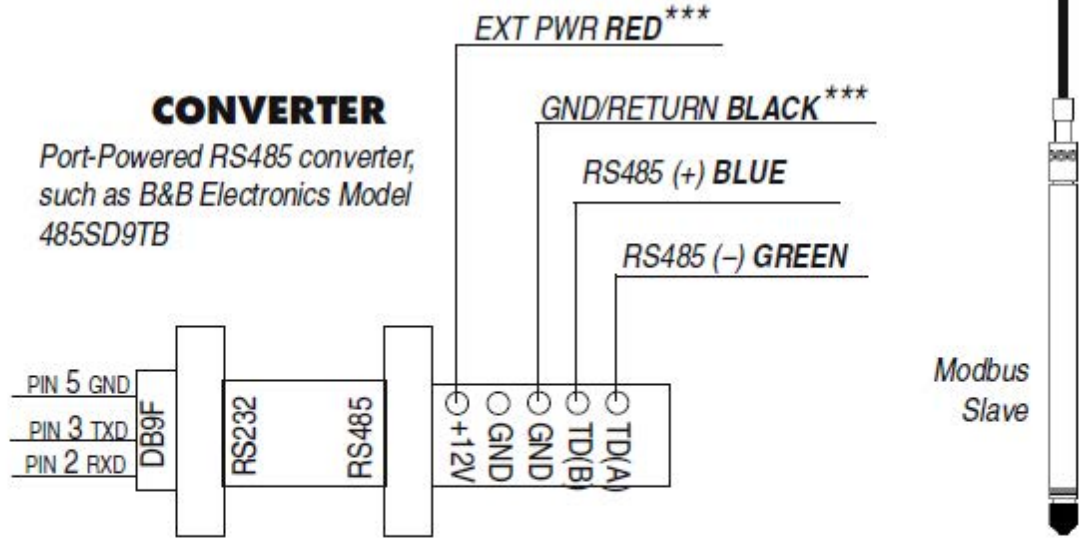 EXT PWR RED***
CONVERTER
GND/RETURN BLACK***
Port-Powered RS485 converter,
such as B&B Electronics Model
485SD9TB
RS485 (+) BLUE
RS485 (–) GREEN
Modbus
Slave
PIN 5 GND
PIN 3 TXD
PIN 2 RXD
DB9F
RS232
RS485
+12V
GND
GND
TD(B)
TD(A)